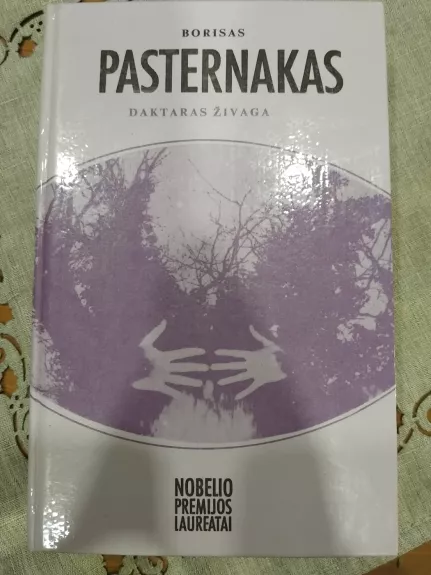 BORISAS
PASTERNAKAS
DAKTARAS ŽIVAGA
NOBELIO
PREMIJOS
LAUREATAI